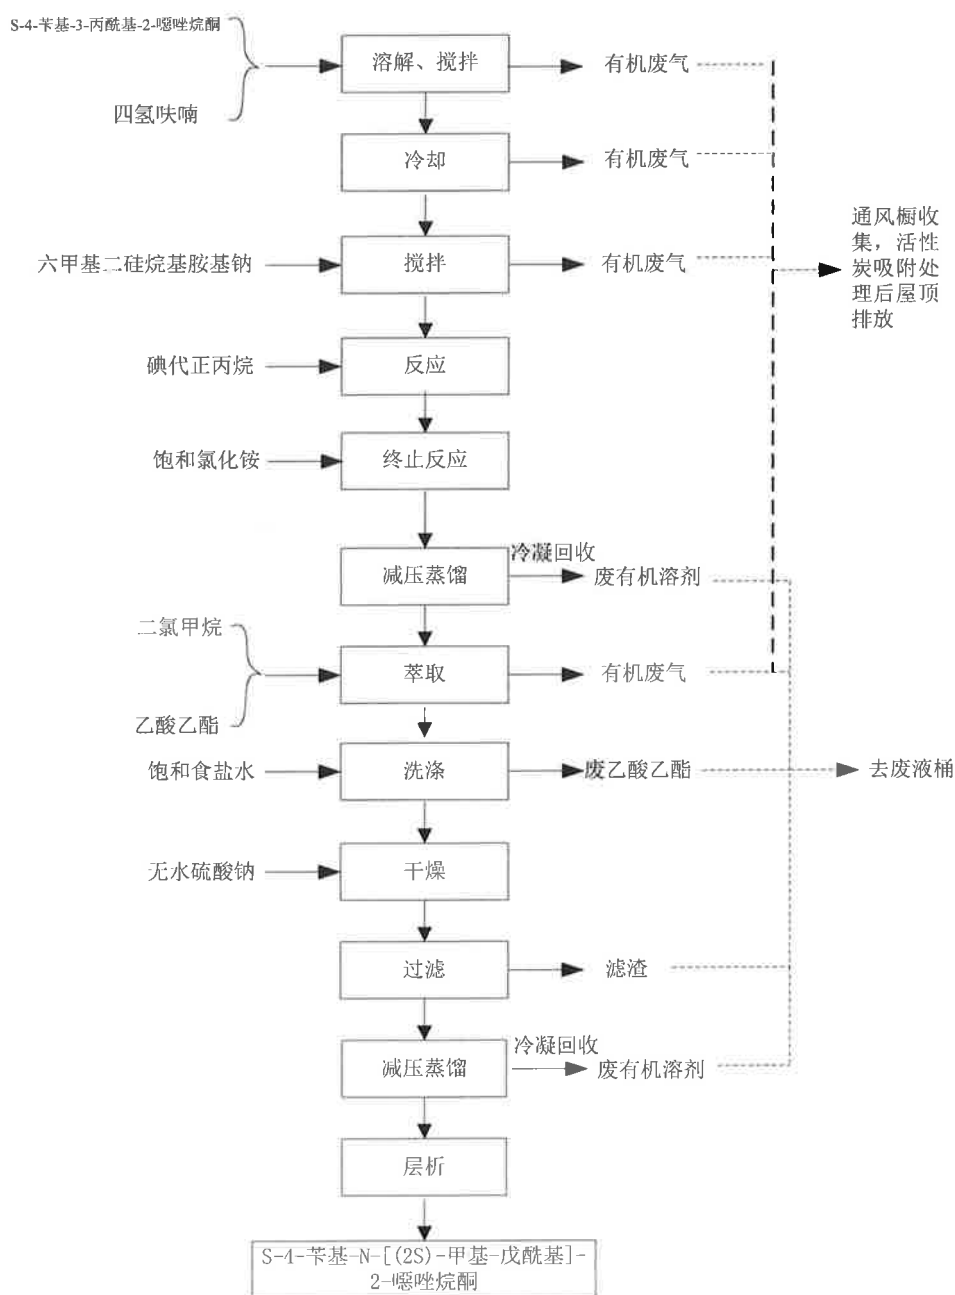 S-4-苄基-3-丙酰基-2-噁唑烷酮
四氢呋喃
溶解、搅拌
有机废气
冷却
有机废气
通风橱收
集，活性
炭吸附处
理后屋顶
排放
六甲基二硅烷基胺基钠
搅拌
有机废气
碘代正丙烷
反应
饱和氯化铵
终止反应
减压蒸馏
冷凝回收
废有机溶剂
二氯甲烷
乙酸乙酯
萃取
有机废气
饱和食盐水
洗涤
废乙酸乙酯
去废液桶
无水硫酸钠
干燥
过滤
滤渣
减压蒸馏
冷凝回收
废有机溶剂
层析
S-4-苄基-N-[(2S)-甲基-戊酰基]-
2-噁唑烷酮